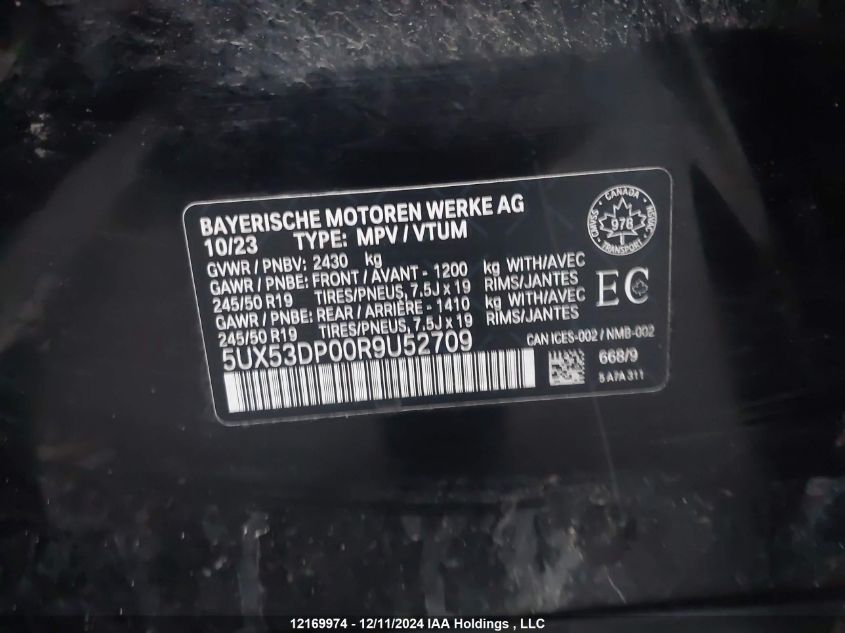 BAYERISCHE MOTOREN WERKE AG
10/23 TYPE: MPV / VTUM
GVWR / PNBV: 2430 kg
GAWR / PNBE: FRONT / AVANT - 1200 kg WITH/AVEC
245/50 R19 TIRES/PNEUS, 7.5J x 19 RIMS/JANTES
GAWR / PNBE: REAR / ARRIÈRE - 1410 kg WITH/AVEC
245/50 R19 TIRES/PNEUS, 7.5J x 19 RIMS/JANTES
5UX53DP00R9U52709
CANADA
CMVSS
978
NSVAC
TRANSPORT
EC
CAN ICES-002 / NMB-002
668/9
5 A7A 311
12169974 - 12/11/2024 IAA Holdings , LLC